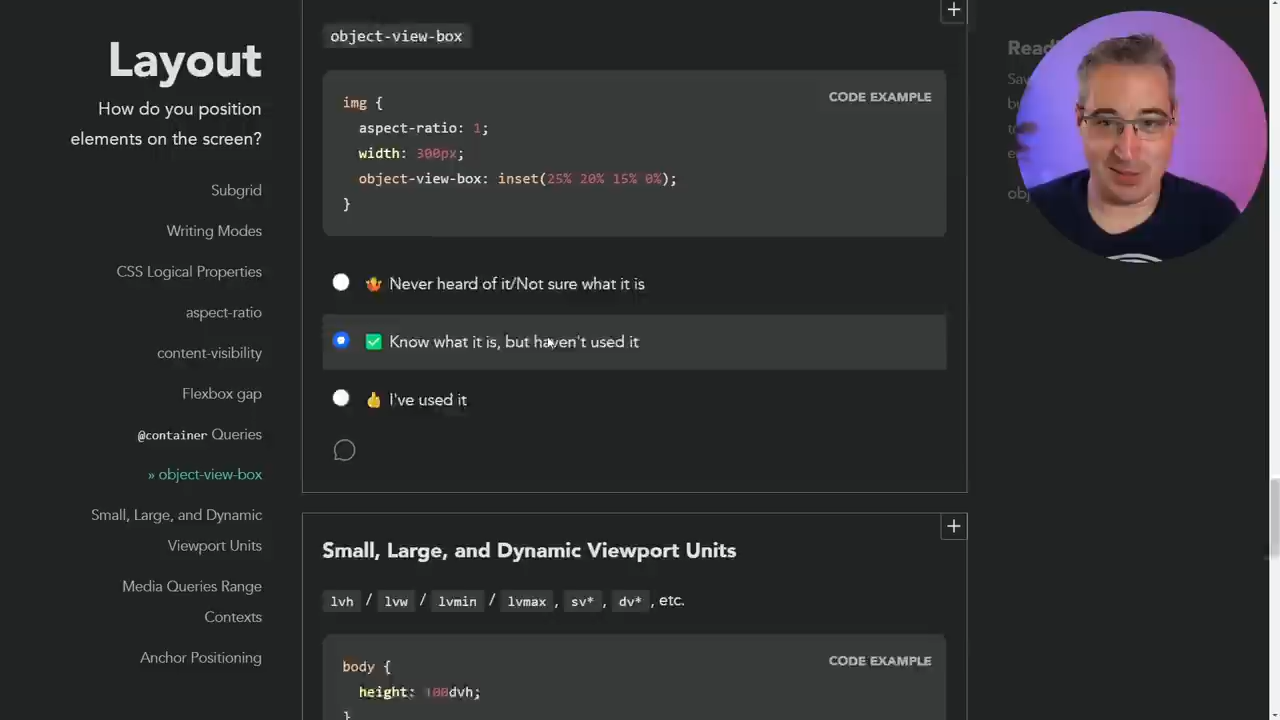 Layout
How do you position
elements on the screen?
Subgrid
Writing Modes
CSS Logical Properties
aspect-ratio
content-visibility
Flexbox gap
@container Queries
» object-view-box
Small, Large, and Dynamic
Viewport Units
Media Queries Range
Contexts
Anchor Positioning
+
object-view-box
CODE EXAMPLE
img {
aspect-ratio: 1;
width: 300px;
object-view-box: inset(25% 20% 15% 0%);
}
Never heard of it/Not sure what it is
Know what it is, but haven't used it
I've used it
+
Small, Large, and Dynamic Viewport Units
lvh / lvw / lvmin / lvmax, sv*, dv*, etc.
CODE EXAMPLE
body {
height: 100dvh;
}